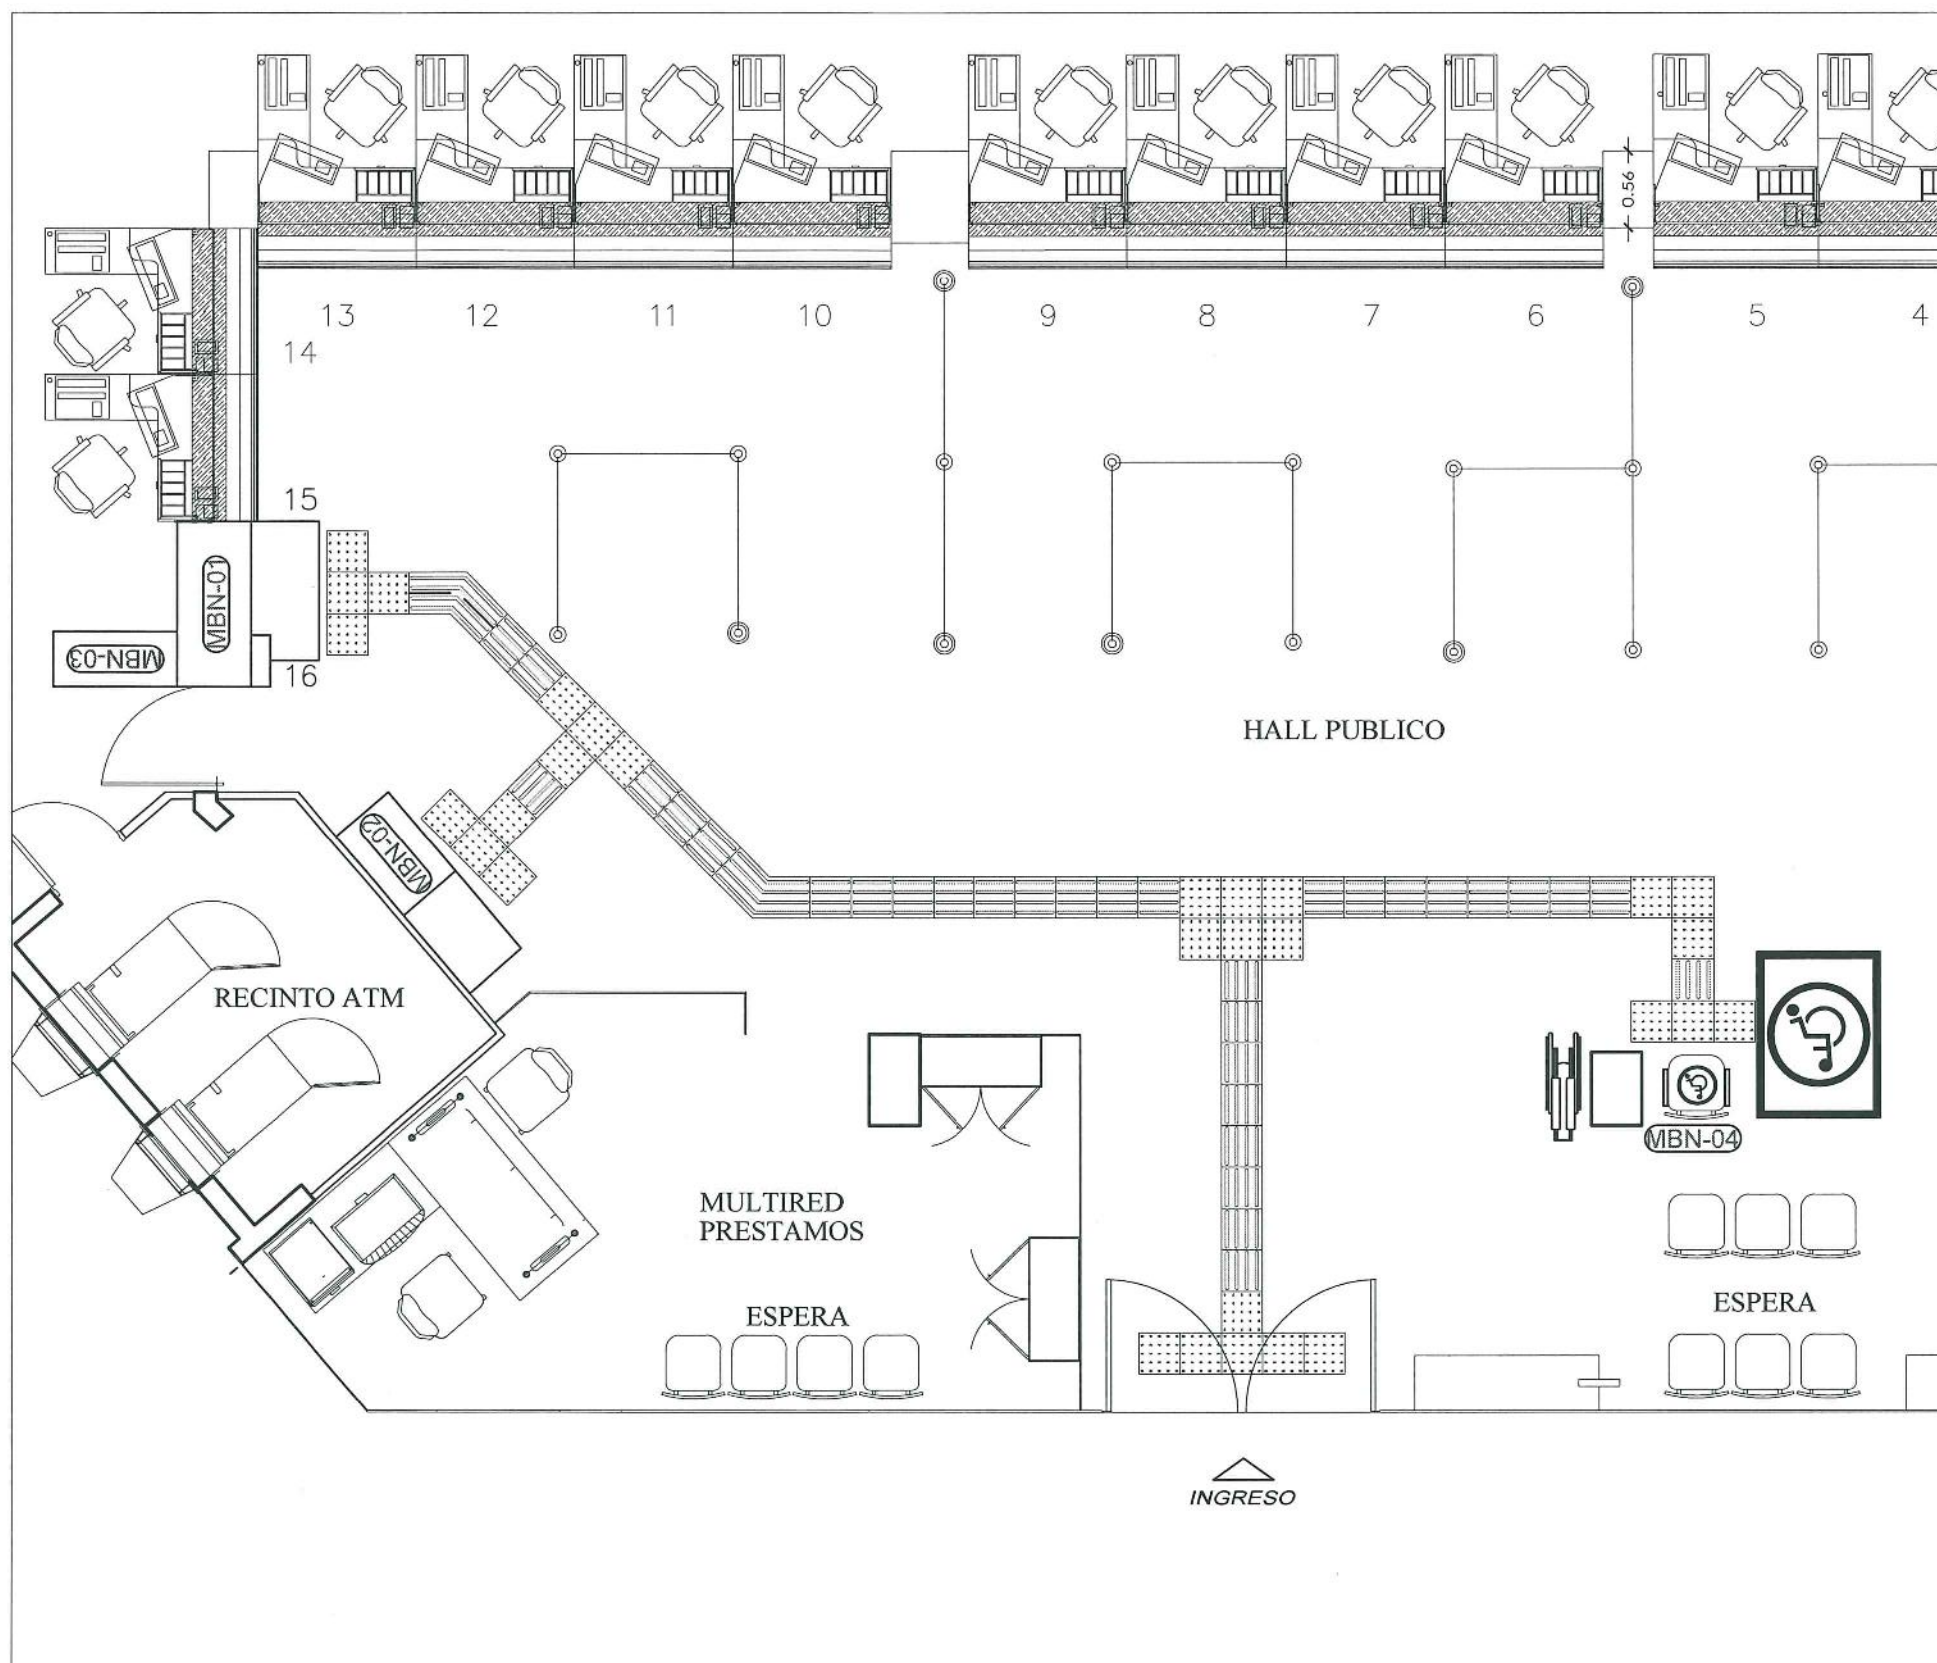 0.56
13
12
11
10
9
8
7
6
5
4
14
15
MBN-01
MBN-03
16
HALL PUBLICO
MBN-02
RECINTO ATM
MBN-04
MULTIRED
PRESTAMOS
ESPERA
ESPERA
INGRESO